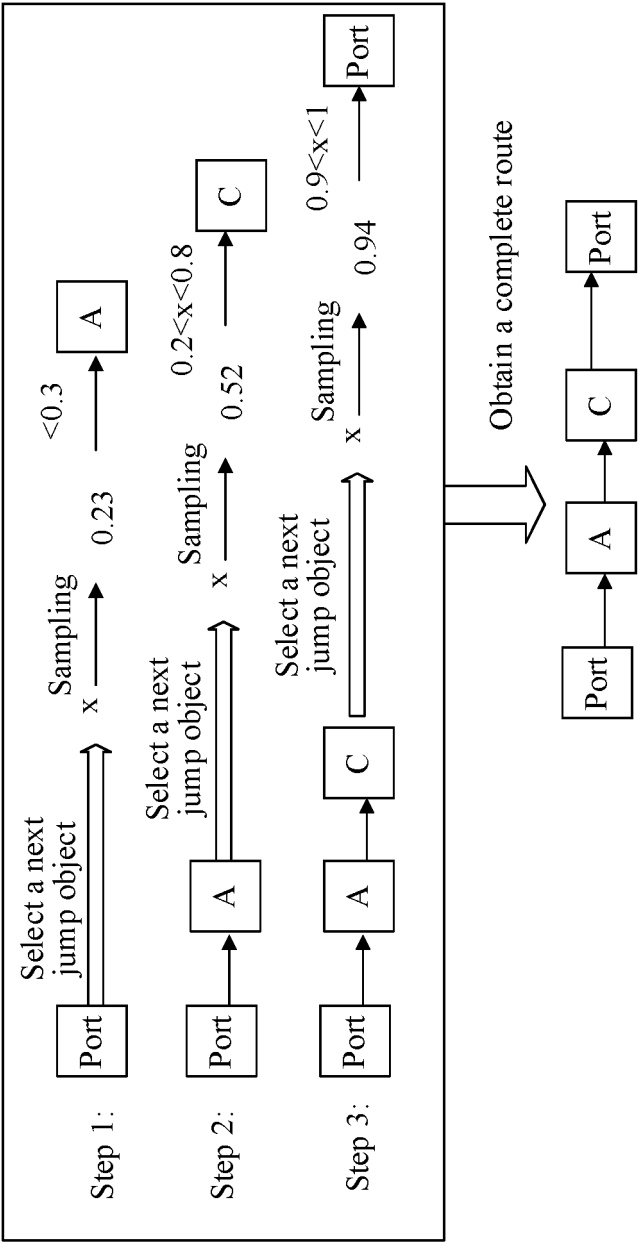 Step 1:
Port
Select a next
jump object
x
Sampling
0.23
<0.3
A
Step 2:
Port
A
Select a next
jump object
x
Sampling
0.52
0.2<x<0.8
C
Step 3:
Port
A
C
Select a next
jump object
x
Sampling
0.94
0.9<x<1
Port
Obtain a complete route
Port
A
C
Port